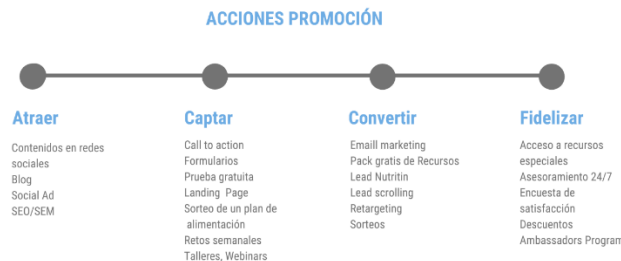 ACCIONES PROMOCIÓN
Atraer
Contenidos en redes
sociales
Blog
Social Ad
SEO/SEM
Captar
Call to action
Formularios
Prueba gratuita
Landing Page
Sorteo de un plan de
alimentación
Retos semanales
Talleres, Webinars
Convertir
Emaill marketing
Pack gratis de Recursos
Lead Nutritin
Lead scrolling
Retargeting
Sorteos
Fidelizar
Acceso a recursos
especiales
Asesoramiento 24/7
Encuesta de
satisfacción
Descuentos
Ambassadors Program